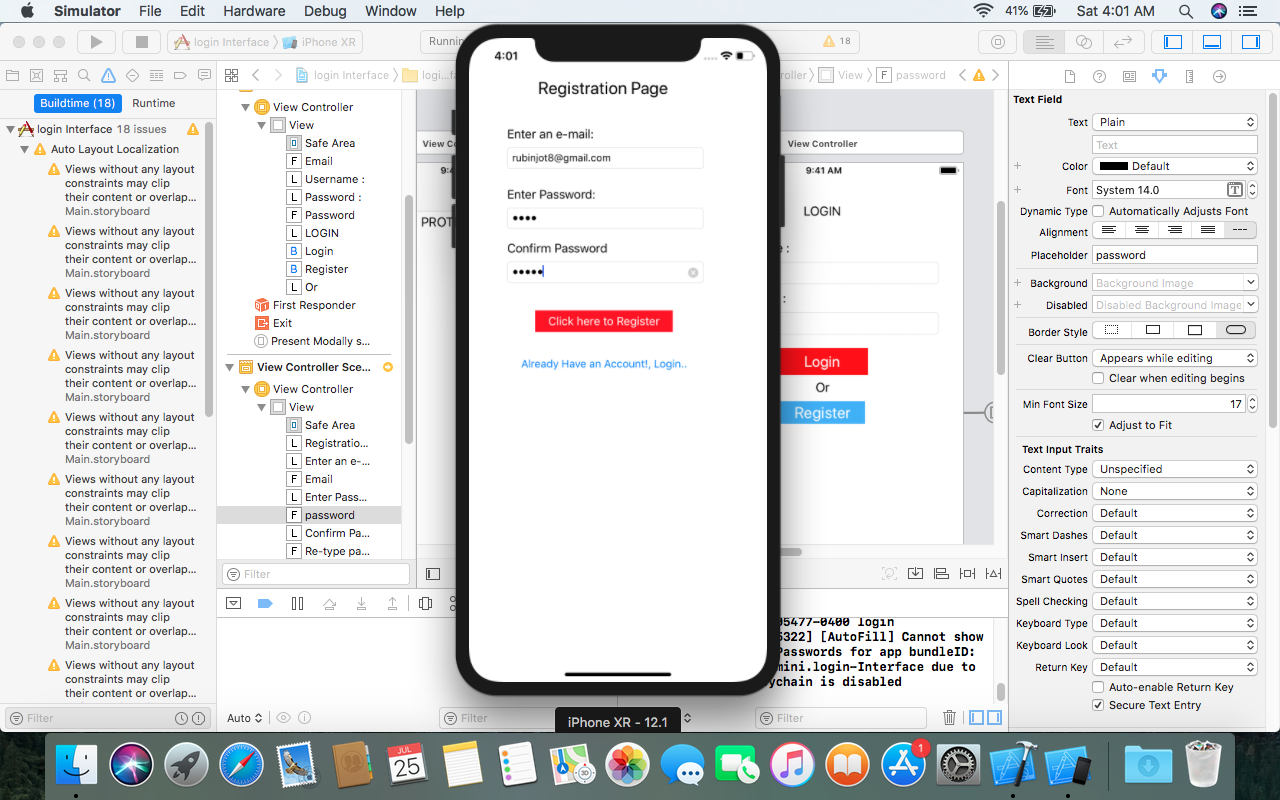 Simulator File Edit Hardware Debug Window Help
41% Sat 4:01 AM
login Interface iPhone XR
Running
18
login Interface
View password
Buildtime (18) Runtime
login Interface 18 issues
Auto Layout Localization
Views without any layout
constraints may clip
their content or overlap...
Main.storyboard
Views without any layout
constraints may clip
their content or overlap...
Main.storyboard
Views without any layout
constraints may clip
their content or overlap...
Main.storyboard
Views without any layout
constraints may clip
their content or overlap...
Main.storyboard
Views without any layout
constraints may clip
their content or overlap...
Main.storyboard
Views without any layout
constraints may clip
their content or overlap...
Main.storyboard
Views without any layout
constraints may clip
their content or overlap...
Main.storyboard
Views without any layout
constraints may clip
their content or overlap...
Main.storyboard
Views without any layout
constraints may clip
their content or overlap...
Filter
View Controller
View
Safe Area
F Email
L Username :
L Password :
F Password
L LOGIN
B Login
B Register
L Or
First Responder
Exit
Present Modally s...
View Controller Sce...
View Controller
View
Safe Area
L Registratio...
L Enter an e-...
F Email
L Enter Pass...
F password
L Confirm Pa...
F Re-type pa...
Filter
Auto
Filter
4:01
Registration Page
Enter an e-mail:
rubinjot8@gmail.com
Enter Password:
••••
Confirm Password
•••••
Click here to Register
Already Have an Account!, Login..
iPhone XR - 12.1
View Controller
9:41 AM
LOGIN
Login
Or
Register
login
[AutoFill] Cannot show
Passwords for app bundleID:
mini.login-Interface due to
ychain is disabled
Filter
Text Field
Text Plain
Text
Color Default
Font System 14.0
Dynamic Type Automatically Adjusts Font
Alignment
Placeholder password
Background Background Image
Disabled Disabled Background Image
Border Style
Clear Button Appears while editing
Clear when editing begins
Min Font Size 17
Adjust to Fit
Text Input Traits
Content Type Unspecified
Capitalization None
Correction Default
Smart Dashes Default
Smart Insert Default
Smart Quotes Default
Spell Checking Default
Keyboard Type Default
Keyboard Look Default
Return Key Default
Auto-enable Return Key
Secure Text Entry
JUL
25
1